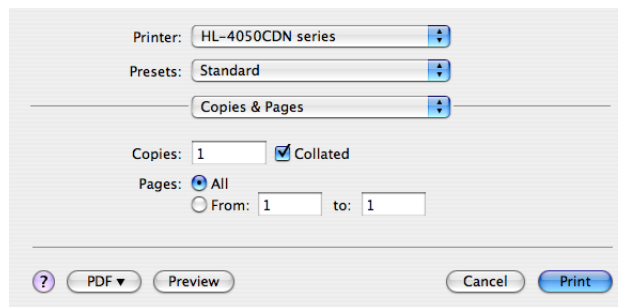 Printer: HL-4050CDN series
Presets: Standard
Copies & Pages
Copies: 1 Collated
Pages: All
From: 1 to: 1
? PDF ▼ Preview Cancel Print